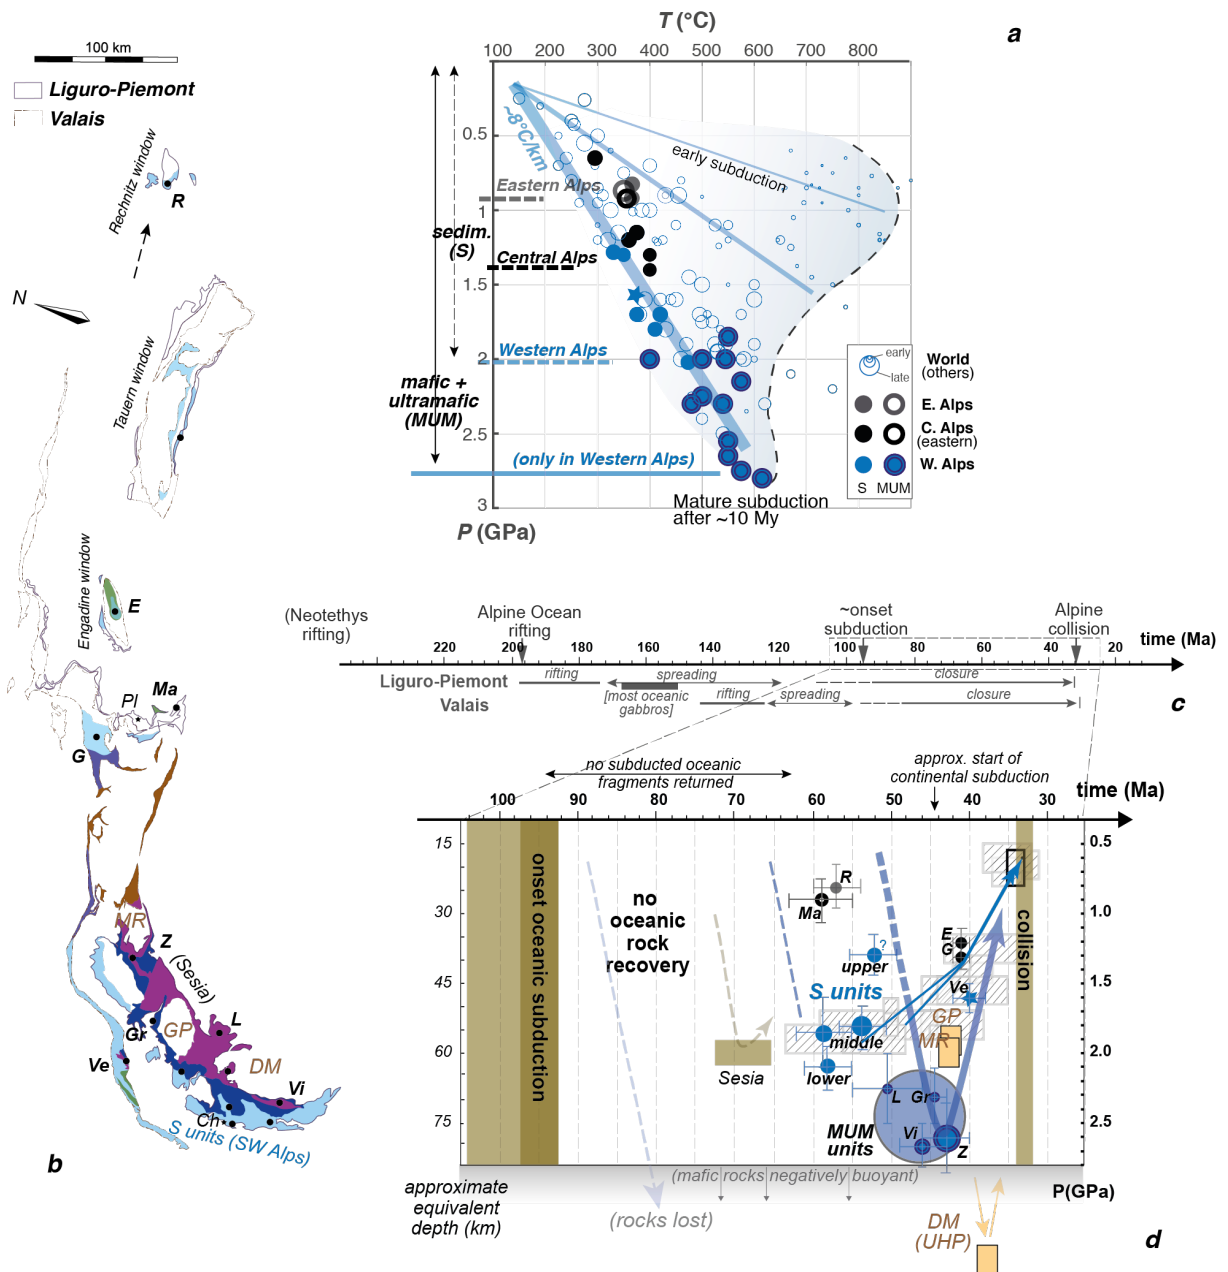 100 km
Liguro-Piemont
Valais
Rechnitz window
R
N
Tauern window
Engadine window
E
Pl
Ma
G
MR
Z
(Sesia)
GP
L
Gr
Ve
DM
Vi
Ch
S units (SW Alps)
b
T (°C)
a
100 200 300 400 500 600 700 800
~8°C/km
0.5
early subduction
Eastern Alps
1
sedim.
(S)
Central Alps
1.5
Western Alps
2
mafic +
ultramafic
(MUM)
2.5
(only in Western Alps)
3
Mature subduction
after ~10 My
P (GPa)
early
late
World
(others)
E. Alps
C. Alps
(eastern)
W. Alps
S MUM
(Neotethys
rifting)
Alpine Ocean
rifting
~onset
subduction
Alpine
collision
time (Ma)
220 200 180 160 140 120 100 80 60 40 20
Liguro-Piemont
rifting
spreading
closure
[most oceanic
gabbros]
Valais
rifting
spreading
closure
c
no subducted oceanic
fragments returned
approx. start of
continental subduction
time (Ma)
100 90 80 70 60 50 40 30
15
30
45
60
75
0.5
1.0
1.5
2.0
2.5
onset oceanic subduction
no
oceanic
rock
recovery
R
Ma
upper
?
S units
middle
lower
Sesia
E
G
Ve
GP
MR
collision
L
Gr
MUM
units
Vi
Z
(mafic rocks negatively buoyant)
approximate
equivalent
depth (km)
(rocks lost)
P(GPa)
DM
(UHP)
d